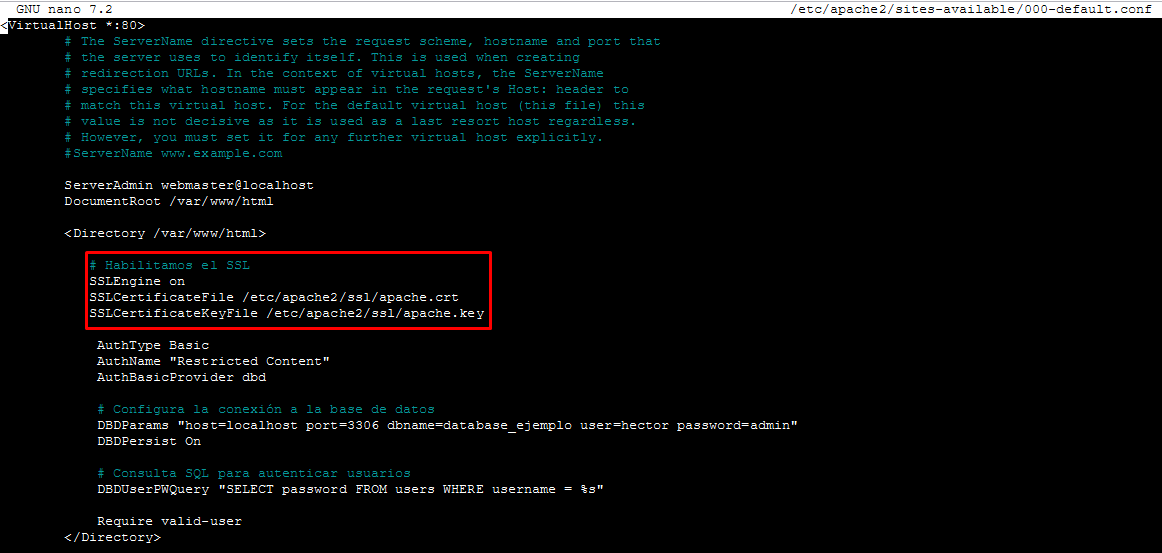 GNU nano 7.2 /etc/apache2/sites-available/000-default.conf
<VirtualHost *:80>
# The ServerName directive sets the request scheme, hostname and port that
# the server uses to identify itself. This is used when creating
# redirection URLs. In the context of virtual hosts, the ServerName
# specifies what hostname must appear in the request's Host: header to
# match this virtual host. For the default virtual host (this file) this
# value is not decisive as it is used as a last resort host regardless.
# However, you must set it for any further virtual host explicitly.
#ServerName www.example.com
ServerAdmin webmaster@localhost
DocumentRoot /var/www/html
<Directory /var/www/html>
# Habilitamos el SSL
SSLEngine on
SSLCertificateFile /etc/apache2/ssl/apache.crt
SSLCertificateKeyFile /etc/apache2/ssl/apache.key
AuthType Basic
AuthName "Restricted Content"
AuthBasicProvider dbd
# Configura la conexión a la base de datos
DBDParams "host=localhost port=3306 dbname=database_ejemplo user=hector password=admin"
DBDPersist On
# Consulta SQL para autenticar usuarios
DBDUserPWQuery "SELECT password FROM users WHERE username = %s"
Require valid-user
</Directory>